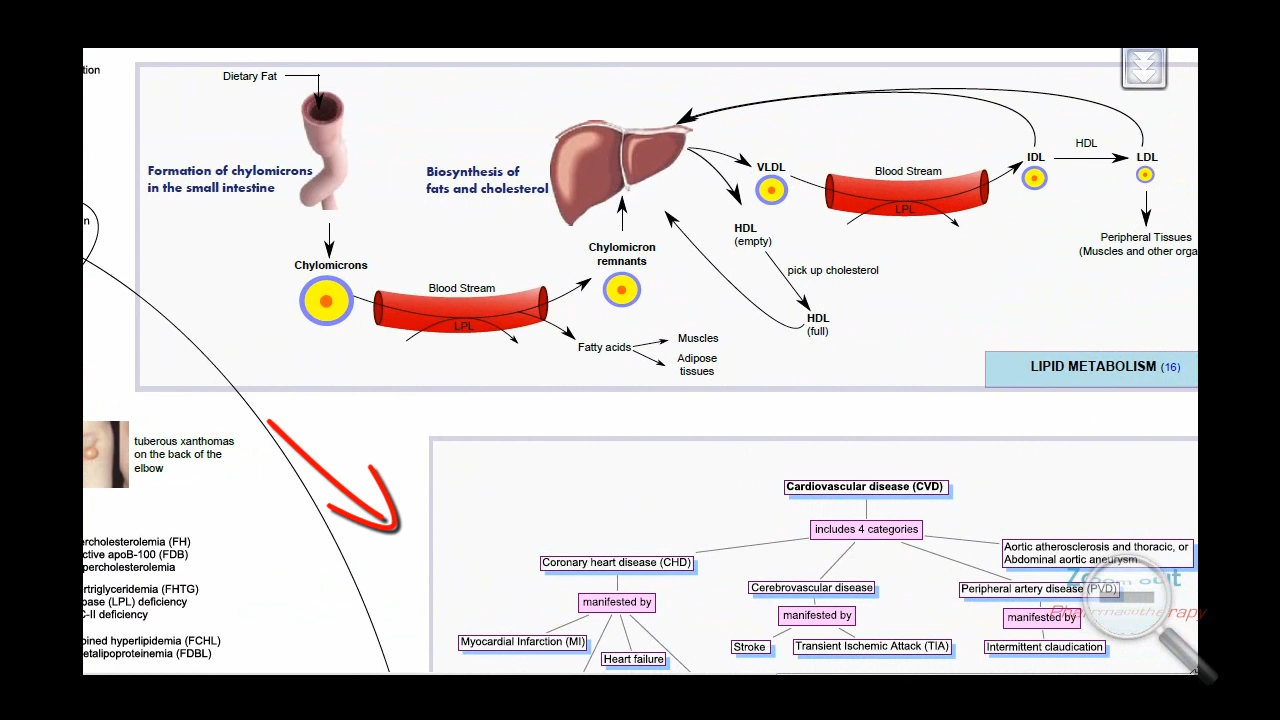 tion
Dietary Fat
Formation of chylomicrons
in the small intestine
Chylomicrons
Blood Stream
LPL
Biosynthesis of
fats and cholesterol
Chylomicron
remnants
Fatty acids
Muscles
Adipose
tissues
VLDL
HDL
(empty)
pick up cholesterol
HDL
(full)
Blood Stream
LPL
IDL
HDL
LDL
Peripheral Tissues
(Muscles and other orga
LIPID METABOLISM (16)
n
tuberous xanthomas
on the back of the
elbow
ercholesterolemia (FH)
ctive apoB-100 (FDB)
percholesterolemia
ertriglyceridemia (FHTG)
pase (LPL) deficiency
C-II deficiency
bined hyperlipidemia (FCHL)
etalipoproteinemia (FDBL)
Cardiovascular disease (CVD)
includes 4 categories
Coronary heart disease (CHD)
manifested by
Myocardial Infarction (MI)
Heart failure
Cerebrovascular disease
manifested by
Stroke
Transient Ischemic Attack (TIA)
Aortic atherosclerosis and thoracic, or
Abdominal aortic aneurysm
Peripheral artery disease (PVD)
manifested by
Intermittent claudication
Zoom out
Pharmacotherapy